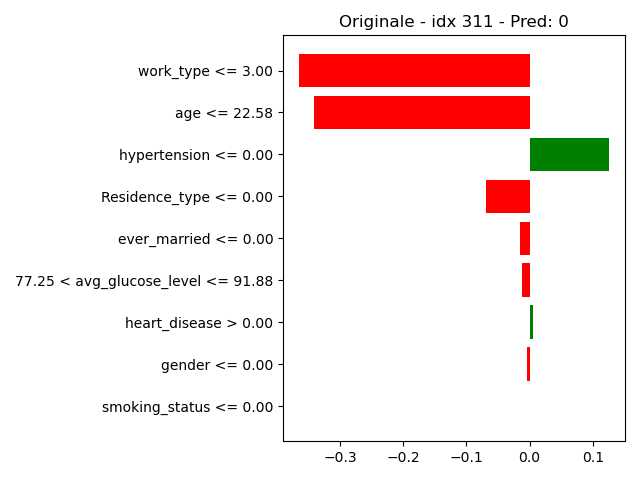 Originale - idx 311 - Pred: 0
work_type <= 3.00
age <= 22.58
hypertension <= 0.00
Residence_type <= 0.00
ever_married <= 0.00
77.25 < avg_glucose_level <= 91.88
heart_disease > 0.00
gender <= 0.00
smoking_status <= 0.00
−0.3 −0.2 −0.1 0.0 0.1